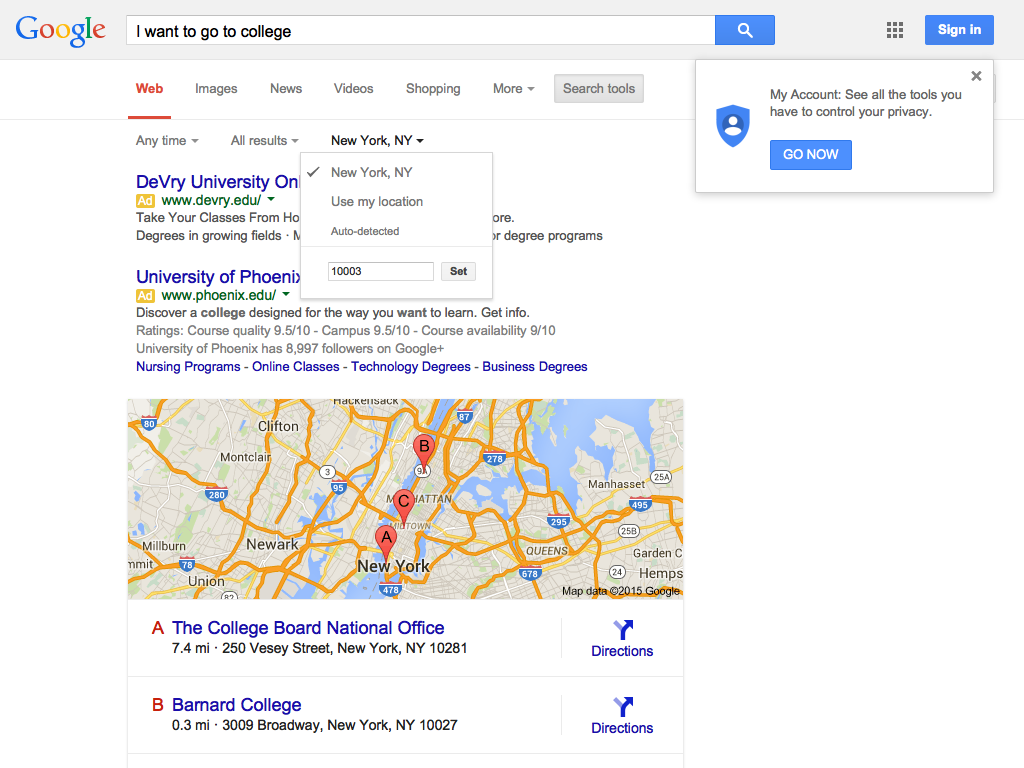 Google
I want to go to college
Sign in
Web Images News Videos Shopping More Search tools
My Account: See all the tools you
have to control your privacy.
GO NOW
Any time All results New York, NY
New York, NY
Use my location
Auto-detected
10003 Set
DeVry University Onl
Ad www.devry.edu/
Take Your Classes From Ho ore.
Degrees in growing fields · M or degree programs
University of Phoenix
Ad www.phoenix.edu/
Discover a college designed for the way you want to learn. Get info.
Ratings: Course quality 9.5/10 - Campus 9.5/10 - Course availability 9/10
University of Phoenix has 8,997 followers on Google+
Nursing Programs - Online Classes - Technology Degrees - Business Degrees
Hackensack
80
87
Clifton
B
Montclair
278
3
9A
25A
95
Manhasset
280
MANHATTAN
C
495
295
MIDTOWN
25B
A
Millburn
Newark
QUEENS
Garden C
mmit
78
New York
678
24
Hemps
Union
478
82
Map data ©2015 Google
A The College Board National Office
7.4 mi · 250 Vesey Street, New York, NY 10281
Directions
B Barnard College
0.3 mi · 3009 Broadway, New York, NY 10027
Directions